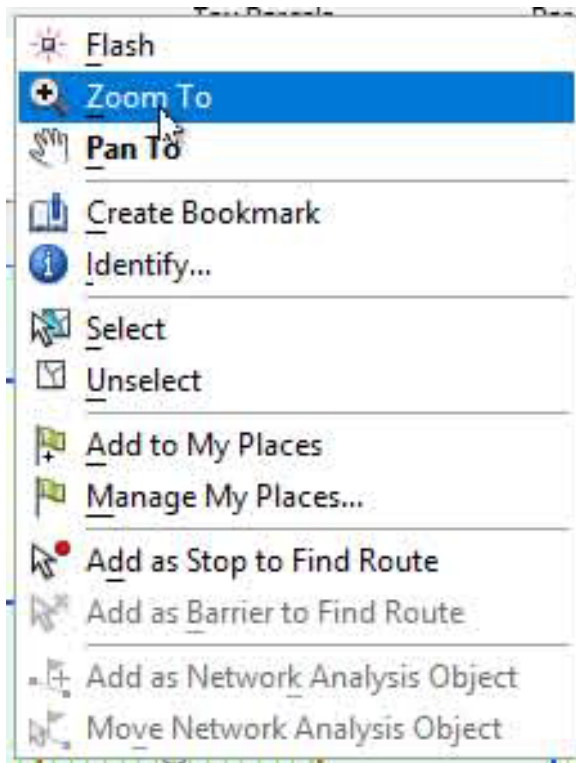 Flash
Zoom To
Pan To
Create Bookmark
Identify...
Select
Unselect
Add to My Places
Manage My Places...
Add as Stop to Find Route
Add as Barrier to Find Route
Add as Network Analysis Object
Move Network Analysis Object